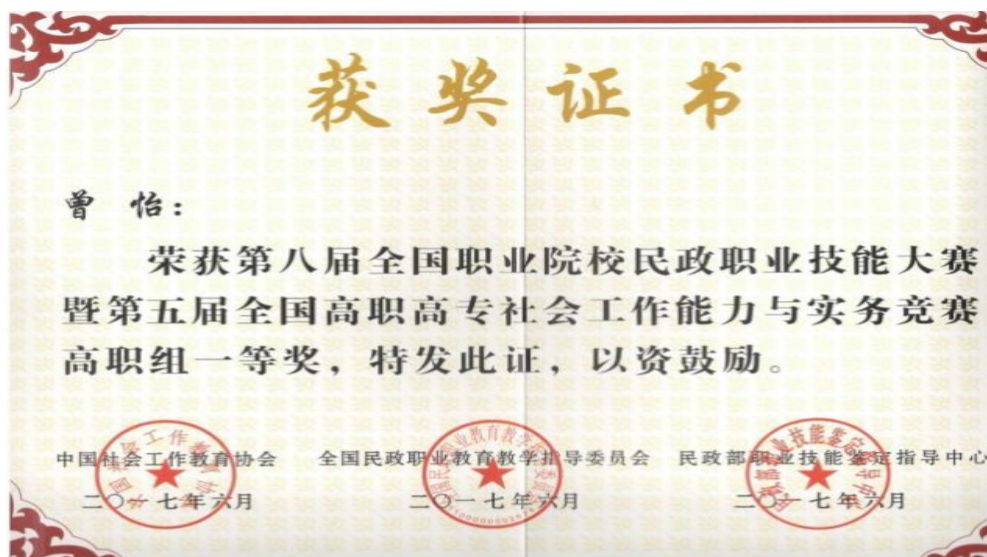 获奖证书
曾怡：
荣获第八届全国职业院校民政职业技能大赛
暨第五届全国高职高专社会工作能力与实务竞赛
高职组一等奖，特发此证，以资鼓励。
中国社会工作教育协会 全国民政职业教育教学指导委员会 民政部职业技能鉴定指导中心
二〇一七年六月 二〇一七年六月 二〇一七年六月